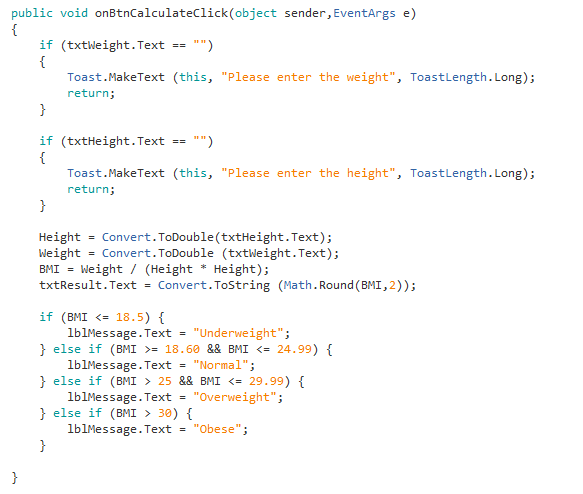 public void onBtnCalculateClick(object sender,EventArgs e)
{
    if (txtWeight.Text == "")
    {
        Toast.MakeText (this, "Please enter the weight", ToastLength.Long);
        return;
    }

    if (txtHeight.Text == "")
    {
        Toast.MakeText (this, "Please enter the height", ToastLength.Long);
        return;
    }

    Height = Convert.ToDouble(txtHeight.Text);
    Weight = Convert.ToDouble (txtWeight.Text);
    BMI = Weight / (Height * Height);
    txtResult.Text = Convert.ToString (Math.Round(BMI,2));

    if (BMI <= 18.5) {
        lblMessage.Text = "Underweight";
    } else if (BMI >= 18.60 && BMI <= 24.99) {
        lblMessage.Text = "Normal";
    } else if (BMI > 25 && BMI <= 29.99) {
        lblMessage.Text = "Overweight";
    } else if (BMI > 30) {
        lblMessage.Text = "Obese";
    }

}